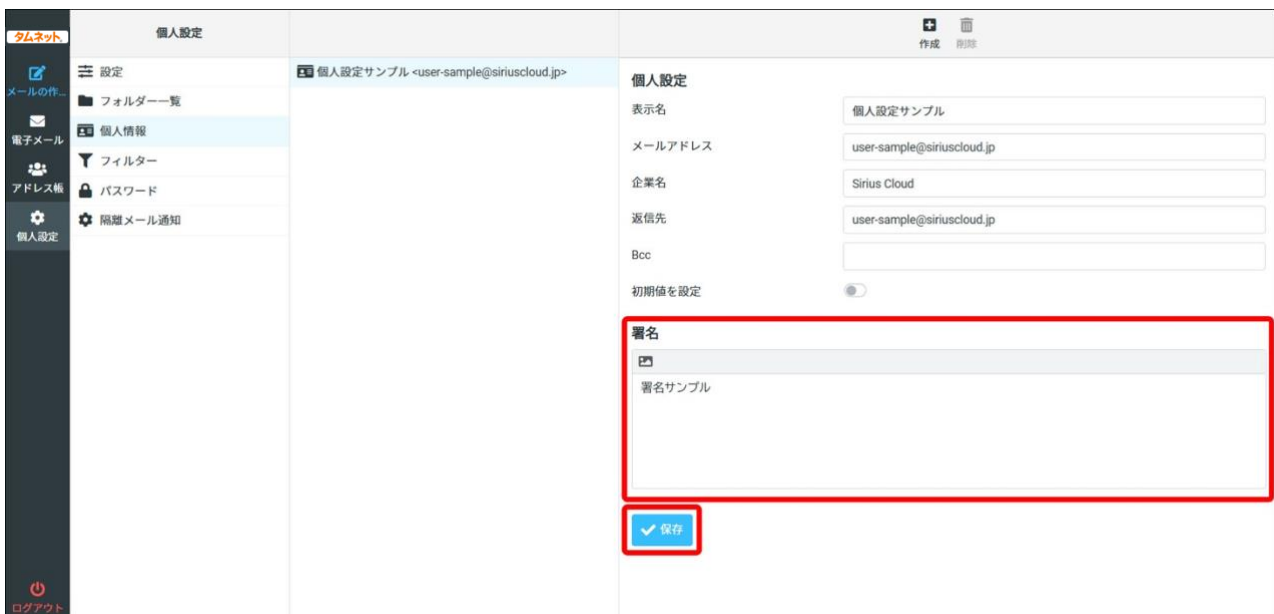 タムネット
メールの作...
電子メール
アドレス帳
個人設定
ログアウト
個人設定
設定
フォルダー一覧
個人情報
フィルター
パスワード
隔離メール通知
個人設定サンプル <user-sample@siriuscloud.jp>
作成 削除
個人設定
表示名 個人設定サンプル
メールアドレス user-sample@siriuscloud.jp
企業名 Sirius Cloud
返信先 user-sample@siriuscloud.jp
Bcc
初期値を設定
署名
署名サンプル
保存